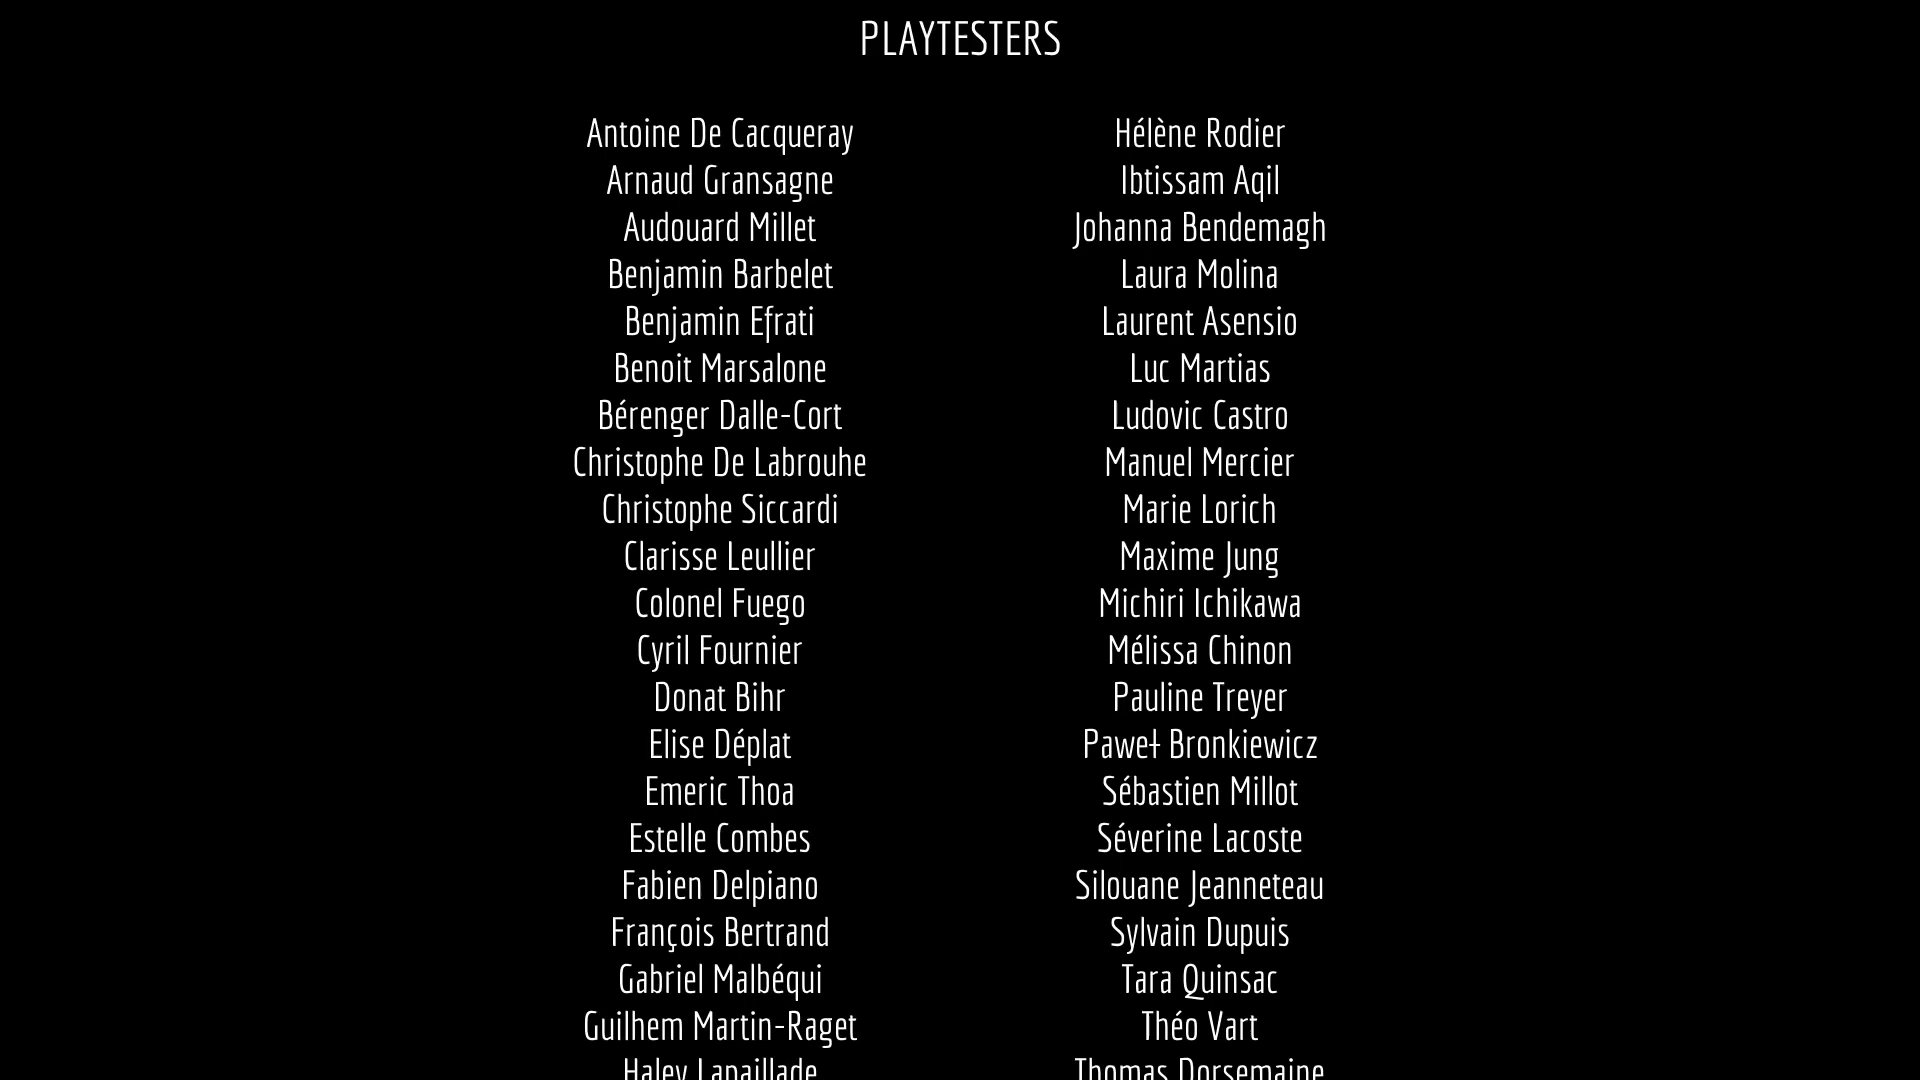 PLAYTESTERS
Antoine De Cacqueray
Arnaud Gransagne
Audouard Millet
Benjamin Barbelet
Benjamin Efrati
Benoit Marsalone
Bérenger Dalle-Cort
Christophe De Labrouhe
Christophe Siccardi
Clarisse Leullier
Colonel Fuego
Cyril Fournier
Donat Bihr
Elise Déplat
Emeric Thoa
Estelle Combes
Fabien Delpiano
François Bertrand
Gabriel Malbéqui
Guilhem Martin-Raget
Haley Lapaillade
Hélène Rodier
Ibtissam Aqil
Johanna Bendemagh
Laura Molina
Laurent Asensio
Luc Martias
Ludovic Castro
Manuel Mercier
Marie Lorich
Maxime Jung
Michiri Ichikawa
Mélissa Chinon
Pauline Treyer
Paweł Bronkiewicz
Sébastien Millot
Séverine Lacoste
Silouane Jeanneteau
Sylvain Dupuis
Tara Quinsac
Théo Vart
Thomas Dorsemaine